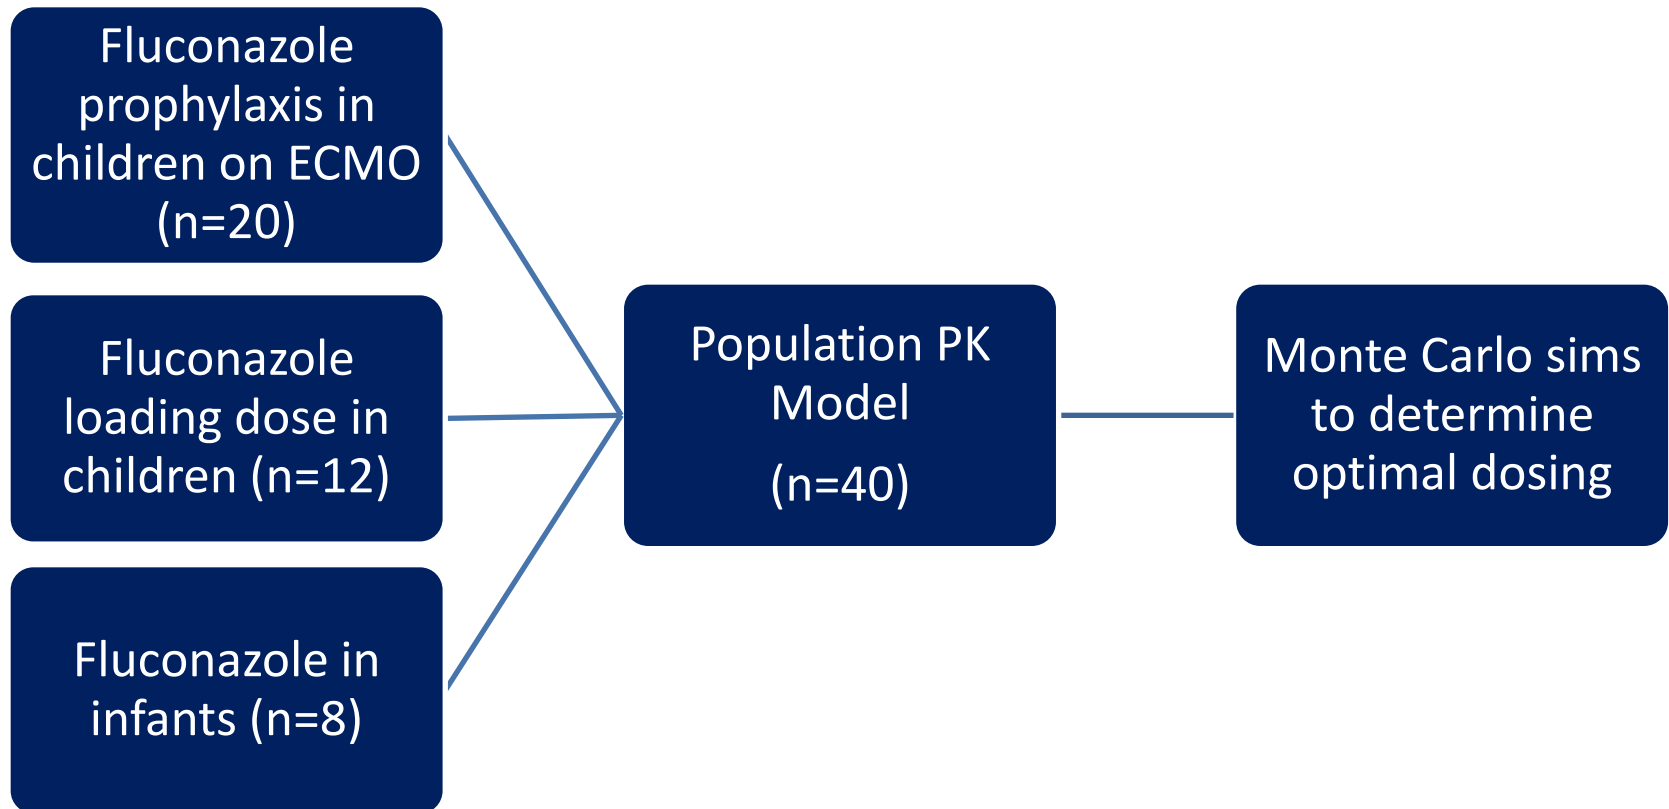 Fluconazole
prophylaxis in
children on ECMO
(n=20)
Fluconazole
loading dose in
children (n=12)
Fluconazole in
infants (n=8)
Population PK
Model
(n=40)
Monte Carlo sims
to determine
optimal dosing